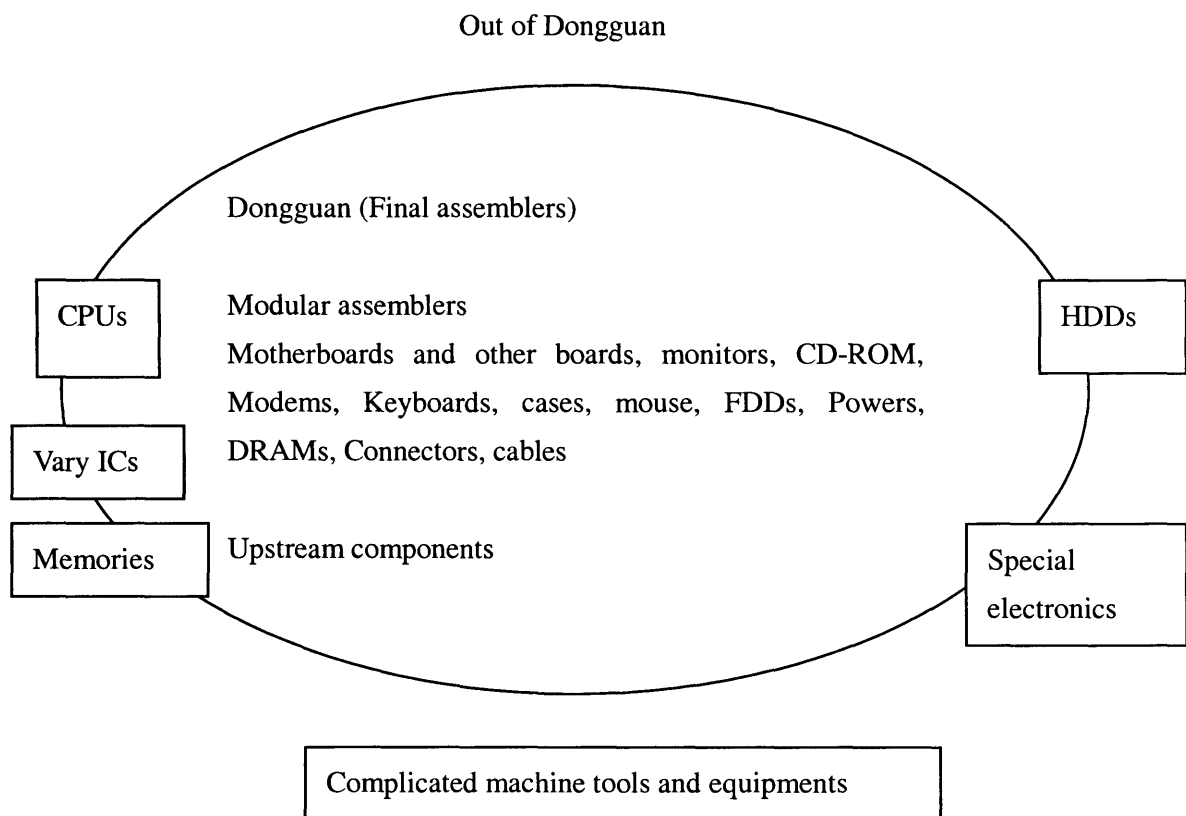 Out of Dongguan
Dongguan (Final assemblers)
CPUs
Modular assemblers
HDDs
Motherboards and other boards, monitors, CD-ROM,
Modems, Keyboards, cases, mouse, FDDs, Powers,
Vary ICs
DRAMs, Connectors, cables
Memories
Upstream components
Special
electronics
Complicated machine tools and equipments